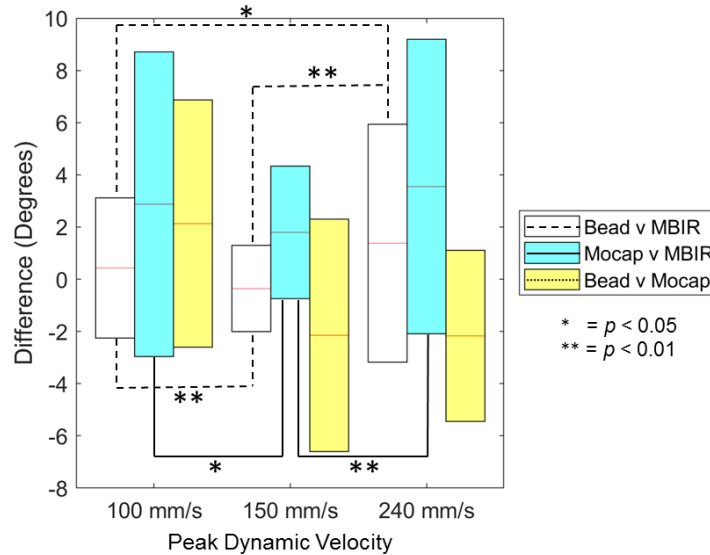 10
8
6
4
2
0
-2
-4
-6
-8
Difference (Degrees)
*
**
**
*
**
100 mm/s 150 mm/s 240 mm/s
Peak Dynamic Velocity
Bead v MBIR
Mocap v MBIR
Bead v Mocap
* = p < 0.05
** = p < 0.01